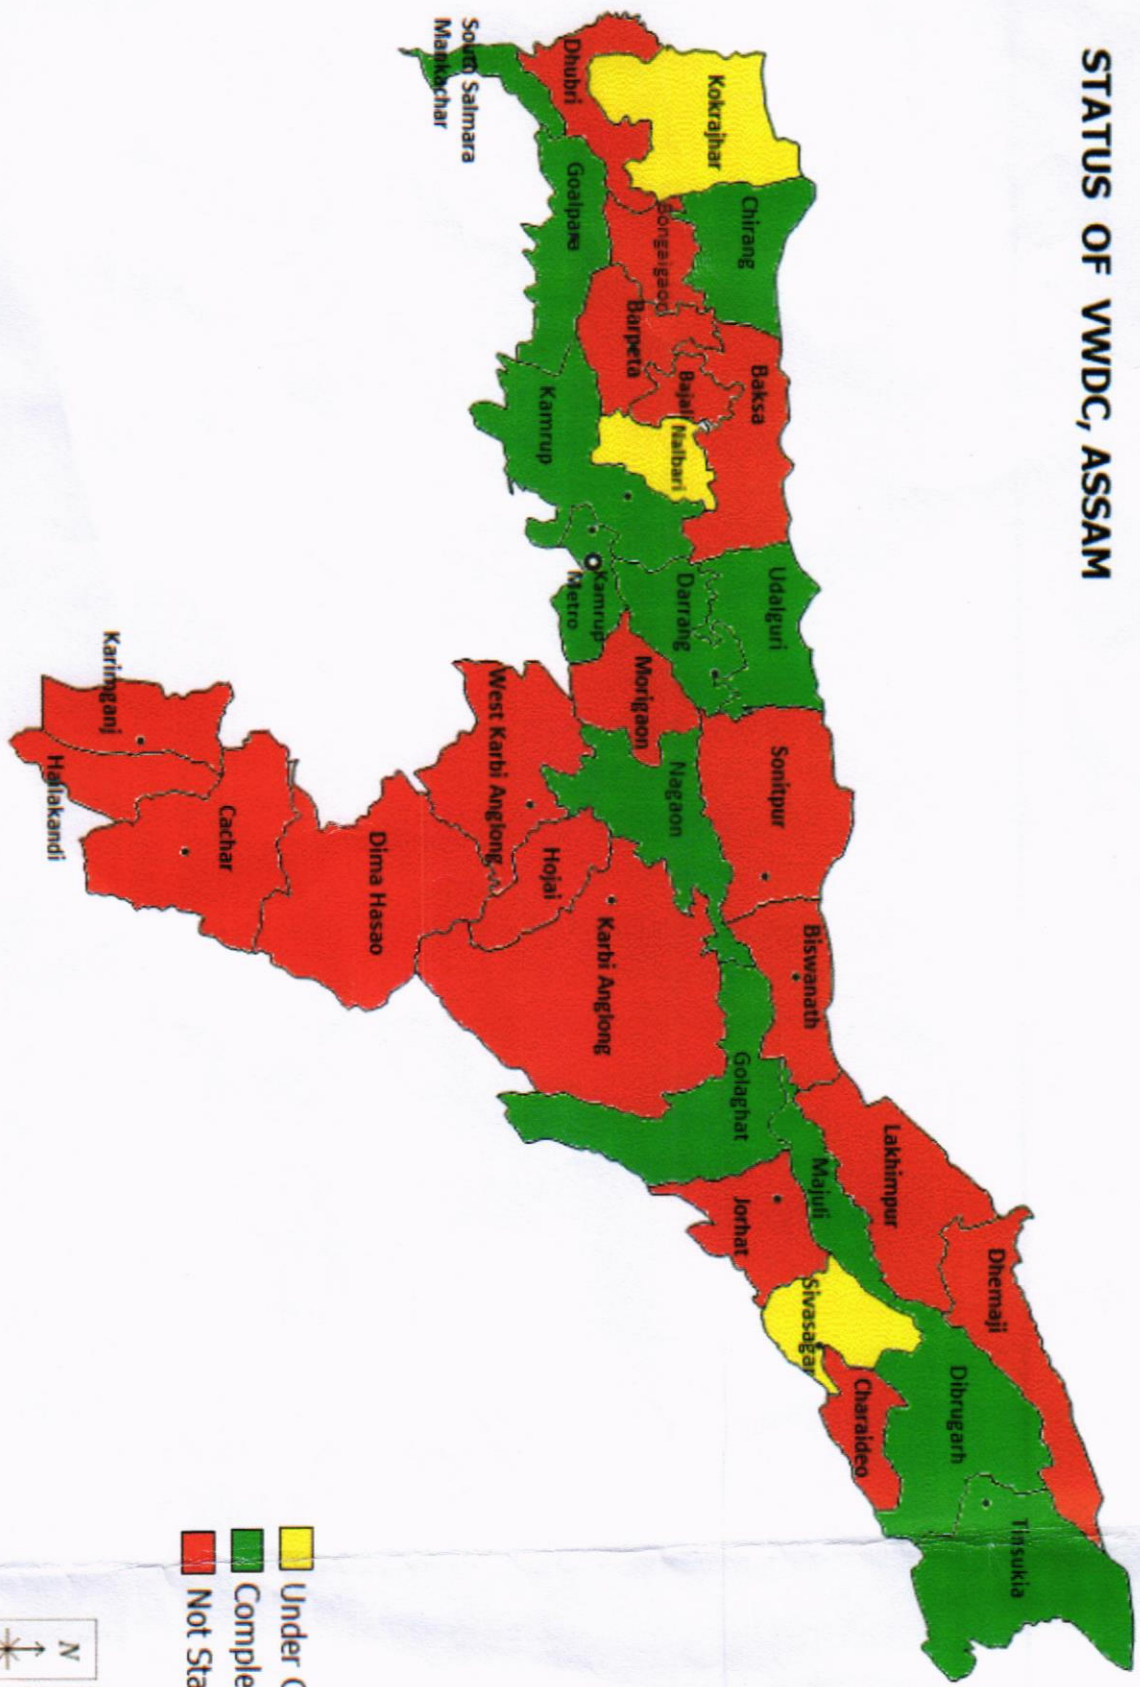 STATUS OF VWDC, ASSAM
Kokrajhar
Chirang
Dhubri
South Salmara
Mankachar
Goalpara
Bongaigaon
Barpeta
Bajali
Baksa
Nalbari
Kamrup
Kamrup
Metro
Darrang
Udalguri
Morigaon
Nagaon
Sonitpur
Biswanath
West Karbi Anglong
Hojai
Karbi Anglong
Dima Hasao
Cachar
Karimganj
Hailakandi
Golaghat
Majuli
Jorhat
Lakhimpur
Dhemaji
Sivasagar
Charaideo
Dibrugarh
Tinsukia
Under
Comple
Not Sta
N